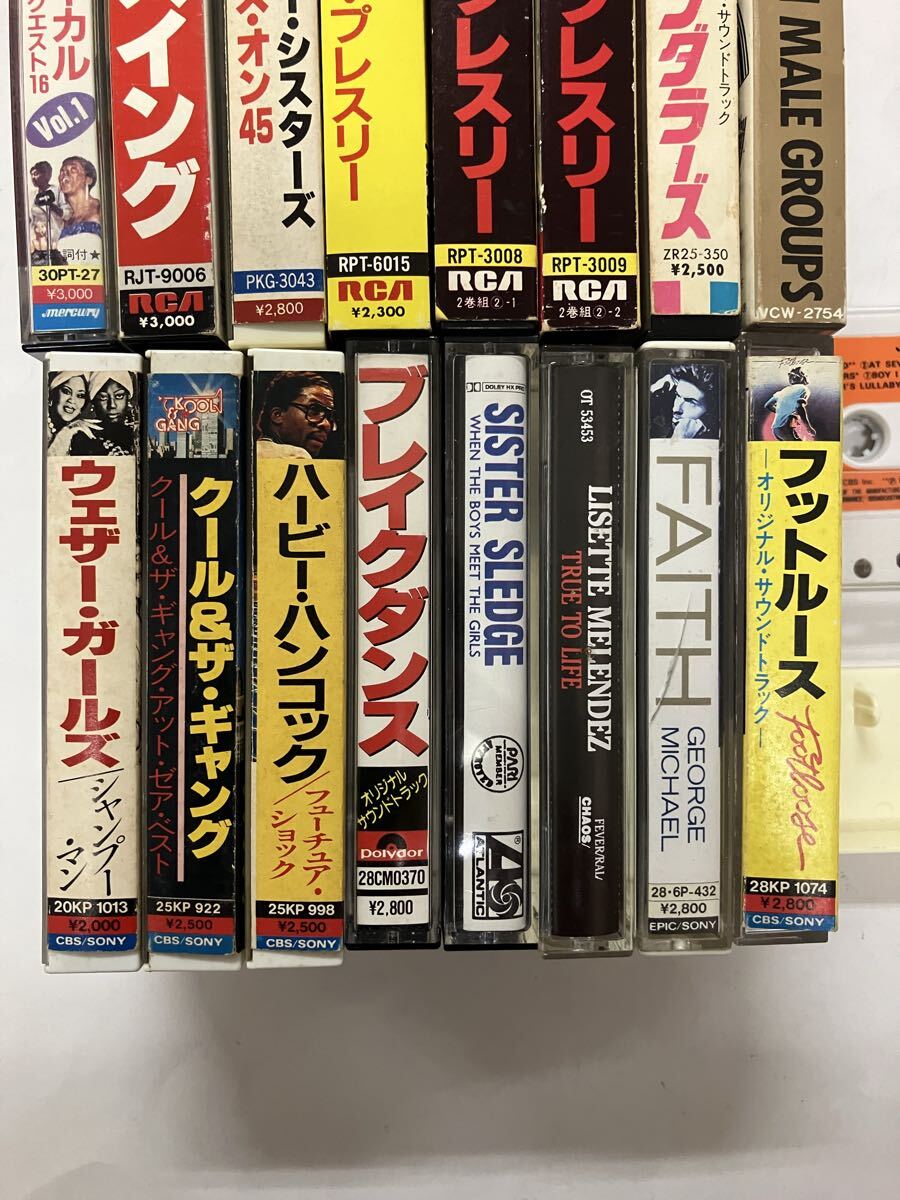 ーカル
クエスト16
Vol.1
詞付★
30PT-27
¥3,000
mercury
スイング
RJT-9006
RCA
¥3,000
ー・シスターズ
ズ・オン45
PKG-3043
¥2,800
・プレスリー
RPT-6015
RCA
¥2,300
プレスリー
RPT-3008
RCA
2巻組②-1
プレスリー
RPT-3009
RCA
2巻組②-2
・サウンドトラック
ダラーズ
ZR25-350
¥2,500
MALE GROUPS
VCW-2754
ウェザー・ガールズ
シャンプー・マン
20KP 1013
¥2,000
CBS/SONY
KOOL
&
GANG
クール&ザ・ギャング
クール&ザ・ギャング・アット・ゼア・ベスト
25KP 922
¥2,500
CBS/SONY
ハービー・ハンコック
フューチュア・ショック
25KP 998
¥2,500
CBS/SONY
ブレイクダンス
オリジナル
サウンドトラック
Polydor
28CM0370
¥2,800
DOLBY HX PRO
SISTER SLEDGE
WHEN THE BOYS MEET THE GIRLS
PARI
MEMBER
ATLANTIC
OT 53453
LISETTE MELENDEZ
TRUE TO LIFE
FEVER/RAL/
CHAOS/
FAITH
GEORGE
MICHAEL
28・6P-432
¥2,800
EPIC/SONY
フットルース
―オリジナル・サウンドトラック―
footloose
28KP 1074
¥2,800
CBS/SONY
CBS Inc.